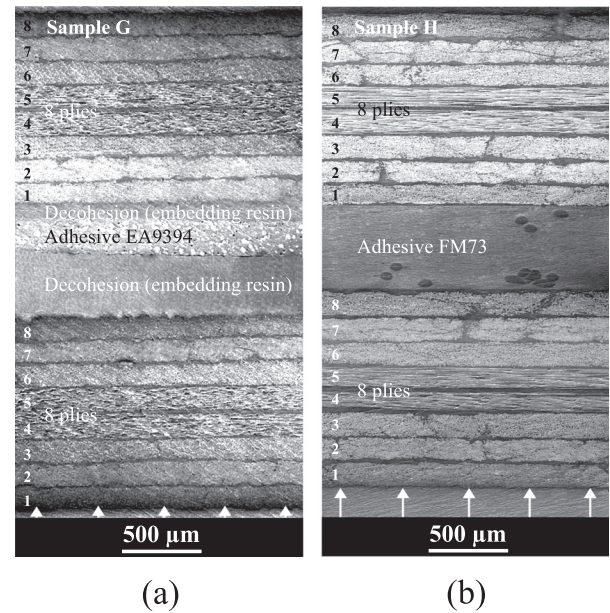 Sample G
8
7
6
5
8 plies
4
3
2
1
Decohesion (embedding resin)
Adhesive EA9394
Decohesion (embedding resin)
8
7
6
5
8 plies
4
3
2
1
500 µm
(a)
Sample H
8
7
6
5
8 plies
4
3
2
1
Adhesive FM73
8
7
6
5
8 plies
4
3
2
1
500 µm
(b)